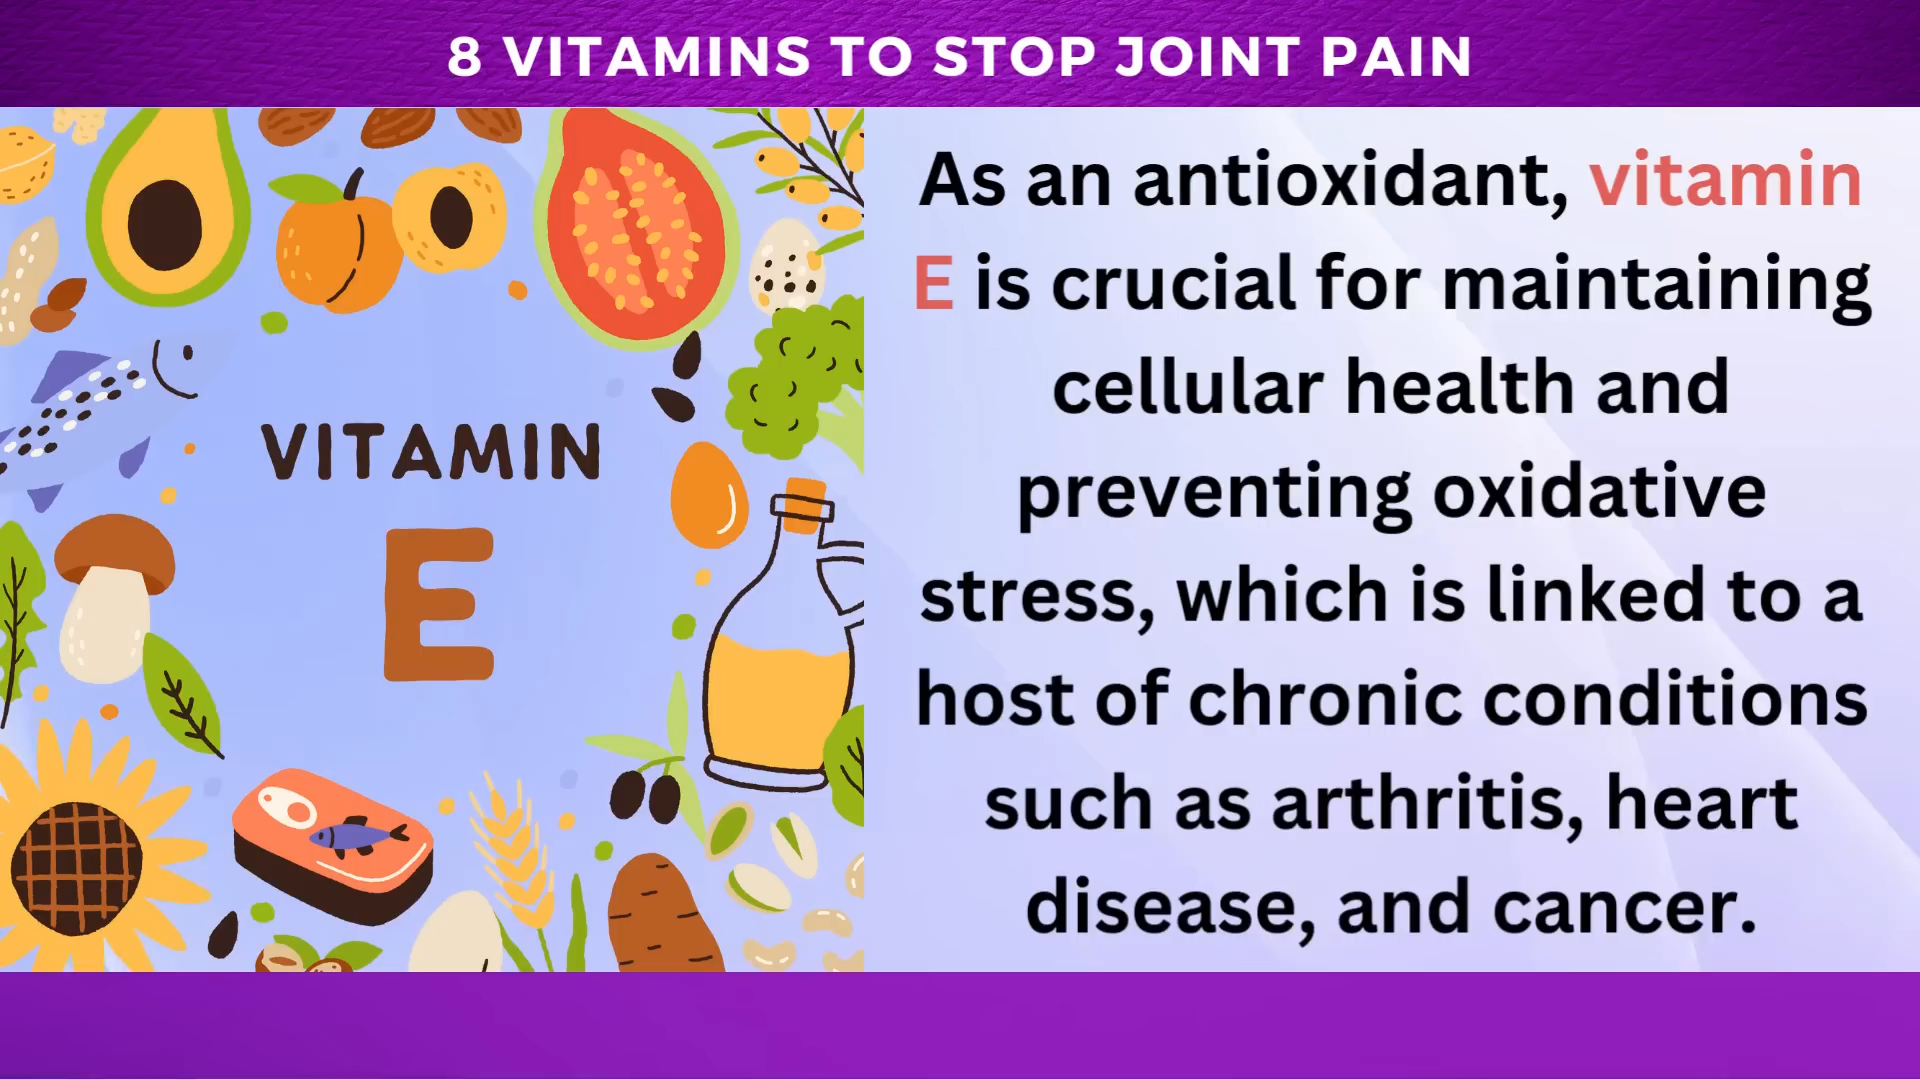 8 VITAMINS TO STOP JOINT PAIN
VITAMIN
E
As an antioxidant, vitamin
E is crucial for maintaining
cellular health and
preventing oxidative
stress, which is linked to a
host of chronic conditions
such as arthritis, heart
disease, and cancer.